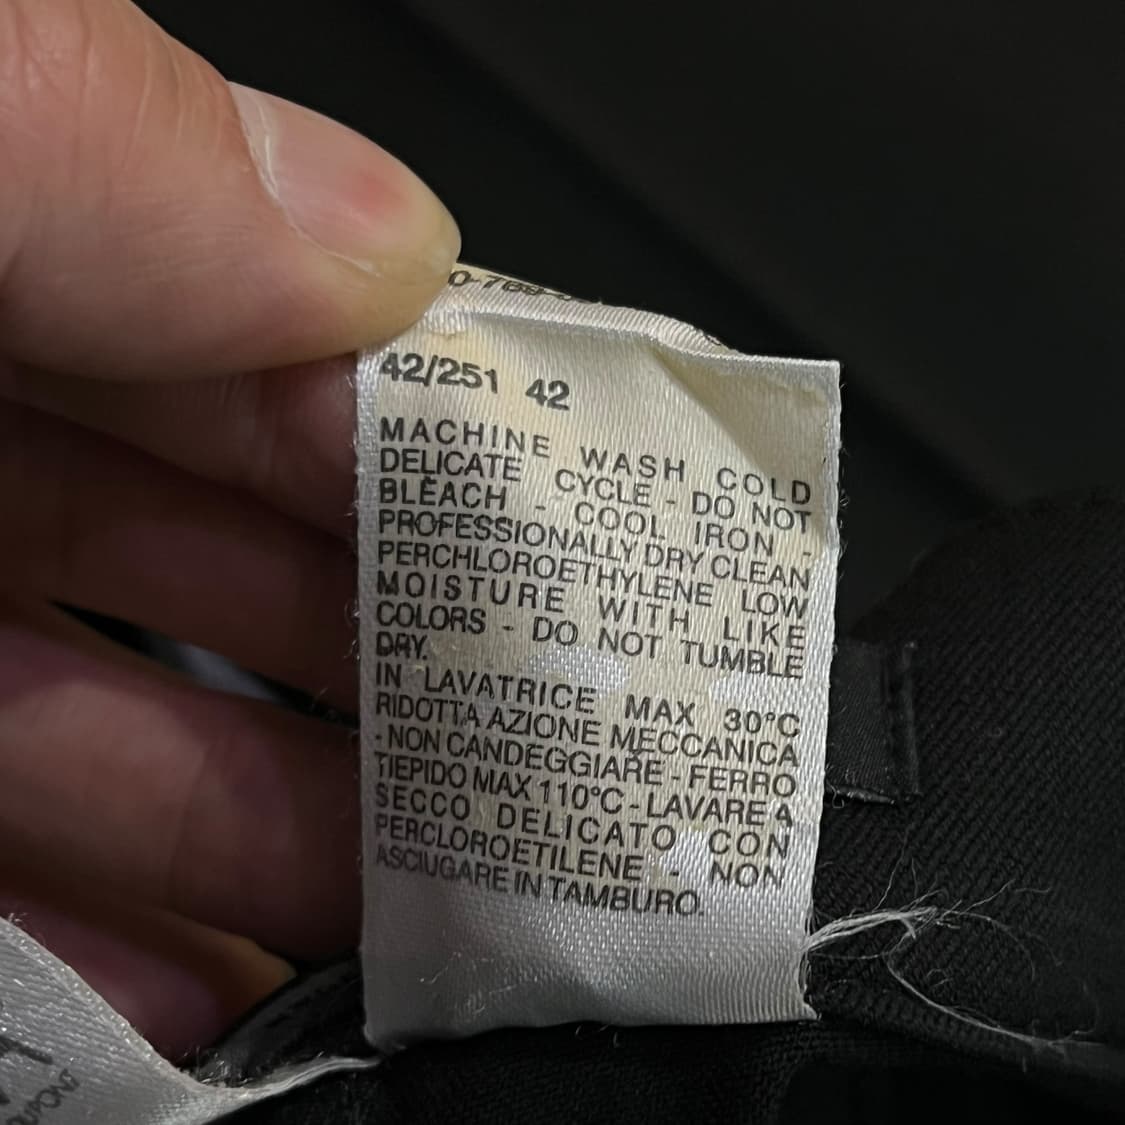 42/251 42
MACHINE WASH COLD
DELICATE CYCLE - DO NOT
BLEACH - COOL IRON -
PROFESSIONALLY DRY CLEAN
PERCHLOROETHYLENE LOW
MOISTURE WITH LIKE
COLORS - DO NOT TUMBLE
DRY.
IN LAVATRICE MAX 30°C
RIDOTTA AZIONE MECCANICA
- NON CANDEGGIARE - FERRO
TIEPIDO MAX 110°C - LAVARE A
SECCO DELICATO CON
PERCLOROETILENE - NON
ASCIUGARE IN TAMBURO.